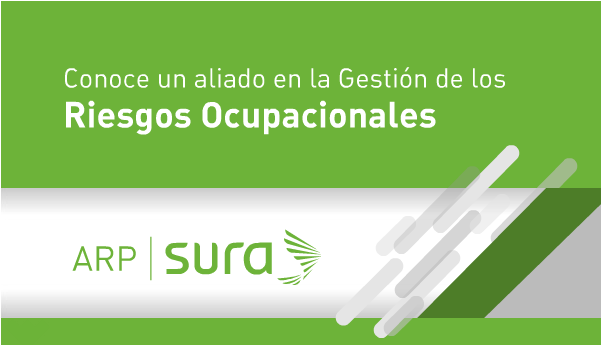 Conoce un aliado en la Gestión de los
Riesgos Ocupacionales
ARP | sura